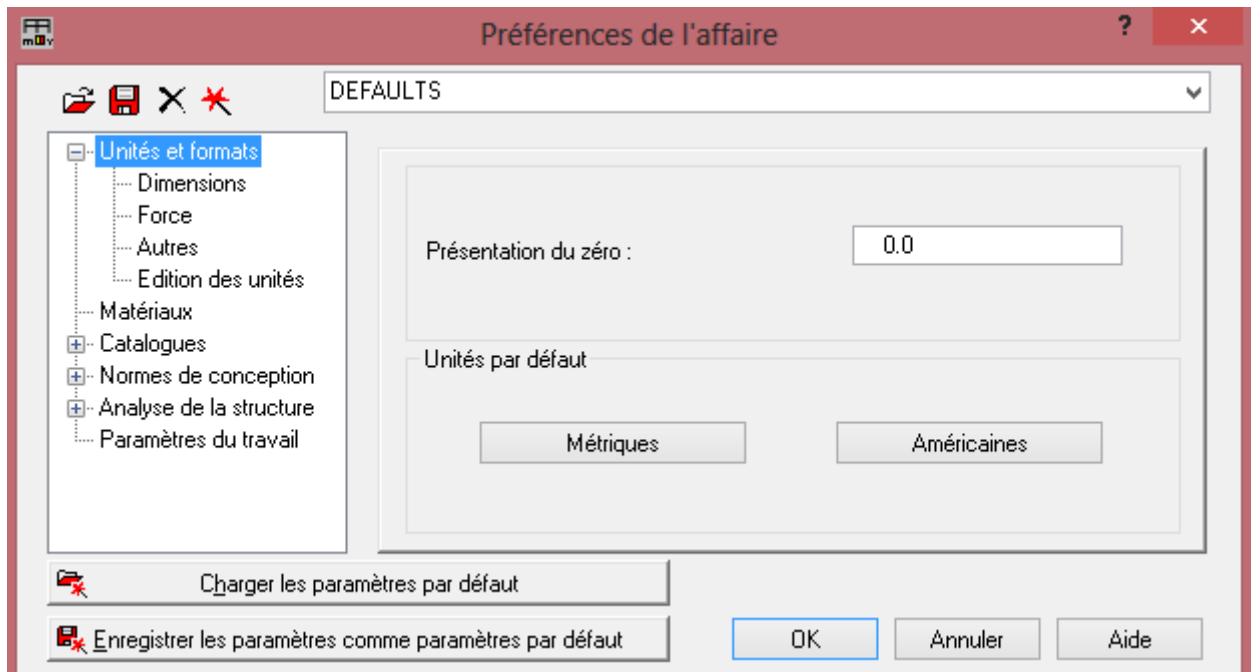 Préférences de l'affaire
?
DEFAULTS
Unités et formats
Dimensions
Force
Autres
Edition des unités
Matériaux
Catalogues
Normes de conception
Analyse de la structure
Paramètres du travail
Présentation du zéro :
0.0
Unités par défaut
Métriques
Américaines
Charger les paramètres par défaut
Enregistrer les paramètres comme paramètres par défaut
OK
Annuler
Aide